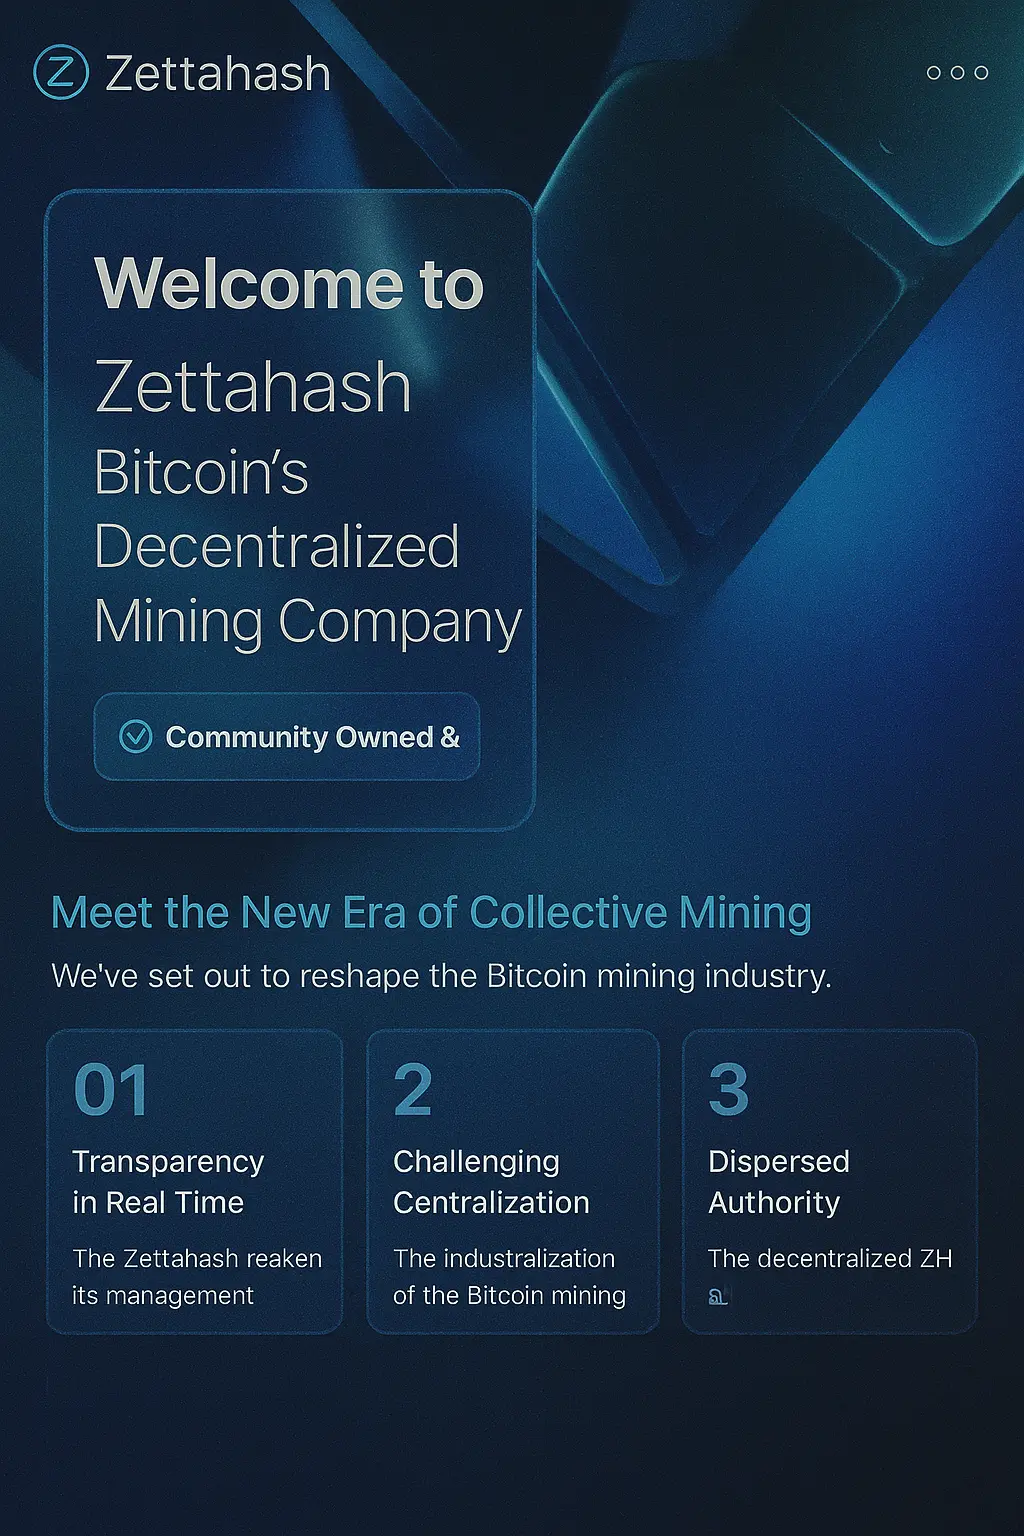 Zettahash
Welcome to
Zettahash
Bitcoin's
Decentralized
Mining Company
Community Owned &
Meet the New Era of Collective Mining
We've set out to reshape the Bitcoin mining industry.
01
Transparency
in Real Time
The Zettahash reaken
its management
2
Challenging
Centralization
The industralization
of the Bitcoin mining
3
Dispersed
Authority
The decentralized ZH